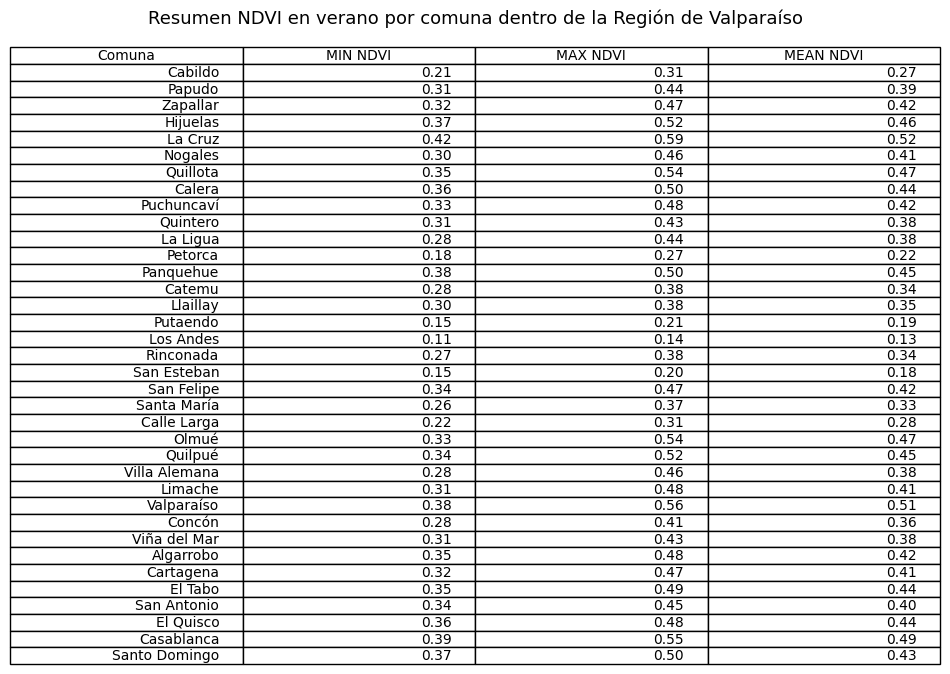 Resumen NDVI en verano por comuna dentro de la Región de Valparaíso
Comuna MIN NDVI MAX NDVI MEAN NDVI
Cabildo 0.21 0.31 0.27
Papudo 0.31 0.44 0.39
Zapallar 0.32 0.47 0.42
Hijuelas 0.37 0.52 0.46
La Cruz 0.42 0.59 0.52
Nogales 0.30 0.46 0.41
Quillota 0.35 0.54 0.47
Calera 0.36 0.50 0.44
Puchuncaví 0.33 0.48 0.42
Quintero 0.31 0.43 0.38
La Ligua 0.28 0.44 0.38
Petorca 0.18 0.27 0.22
Panquehue 0.38 0.50 0.45
Catemu 0.28 0.38 0.34
Llaillay 0.30 0.38 0.35
Putaendo 0.15 0.21 0.19
Los Andes 0.11 0.14 0.13
Rinconada 0.27 0.38 0.34
San Esteban 0.15 0.20 0.18
San Felipe 0.34 0.47 0.42
Santa María 0.26 0.37 0.33
Calle Larga 0.22 0.31 0.28
Olmué 0.33 0.54 0.47
Quilpué 0.34 0.52 0.45
Villa Alemana 0.28 0.46 0.38
Limache 0.31 0.48 0.41
Valparaíso 0.38 0.56 0.51
Concón 0.28 0.41 0.36
Viña del Mar 0.31 0.43 0.38
Algarrobo 0.35 0.48 0.42
Cartagena 0.32 0.47 0.41
El Tabo 0.35 0.49 0.44
San Antonio 0.34 0.45 0.40
El Quisco 0.36 0.48 0.44
Casablanca 0.39 0.55 0.49
Santo Domingo 0.37 0.50 0.43